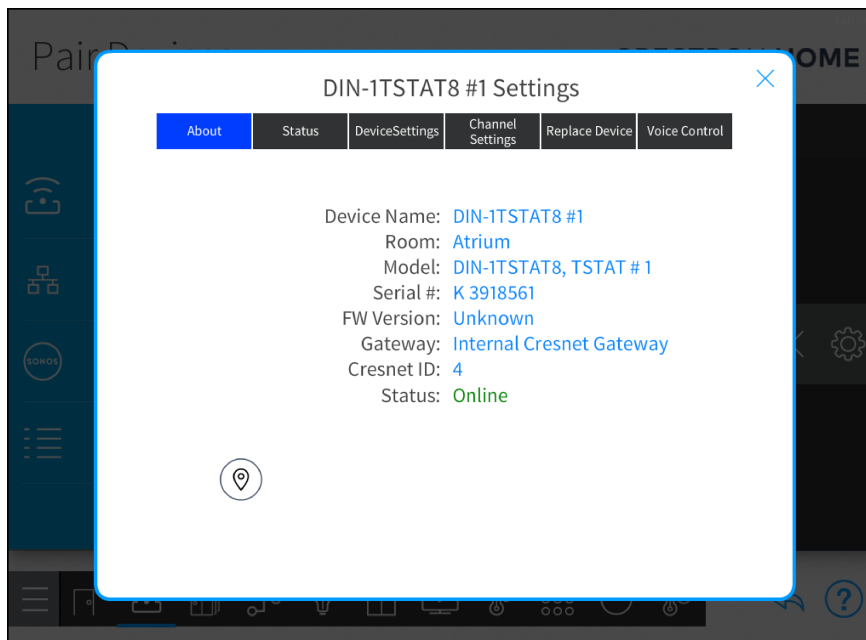 Pair
HOME
DIN-1TSTAT8 #1 Settings
About
Status
DeviceSettings
Channel
Settings
Replace Device
Voice Control
Device Name: DIN-1TSTAT8 #1
Room: Atrium
Model: DIN-1TSTAT8, TSTAT # 1
Serial #: K 3918561
FW Version: Unknown
Gateway: Internal Cresnet Gateway
Cresnet ID: 4
Status: Online
SONOS
?